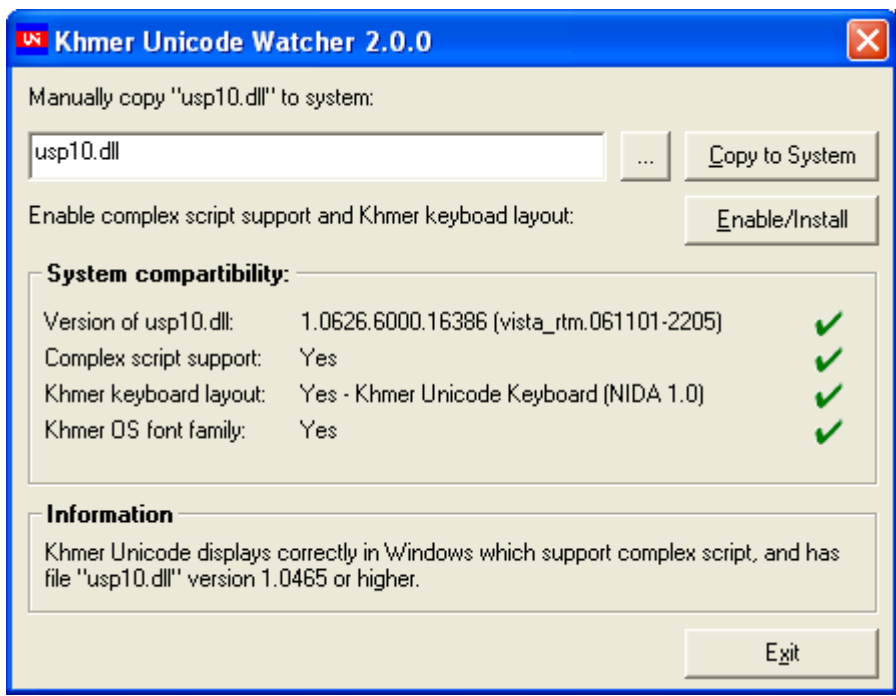 UNi Khmer Unicode Watcher 2.0.0
Manually copy "usp10.dll" to system:
usp10.dll ... Copy to System
Enable complex script support and Khmer keyboad layout: Enable/Install
System compartibility:
Version of usp10.dll: 1.0626.6000.16386 (vista_rtm.061101-2205)
Complex script support: Yes
Khmer keyboard layout: Yes - Khmer Unicode Keyboard (NIDA 1.0)
Khmer OS font family: Yes
Information
Khmer Unicode displays correctly in Windows which support complex script, and has
file "usp10.dll" version 1.0465 or higher.
Exit